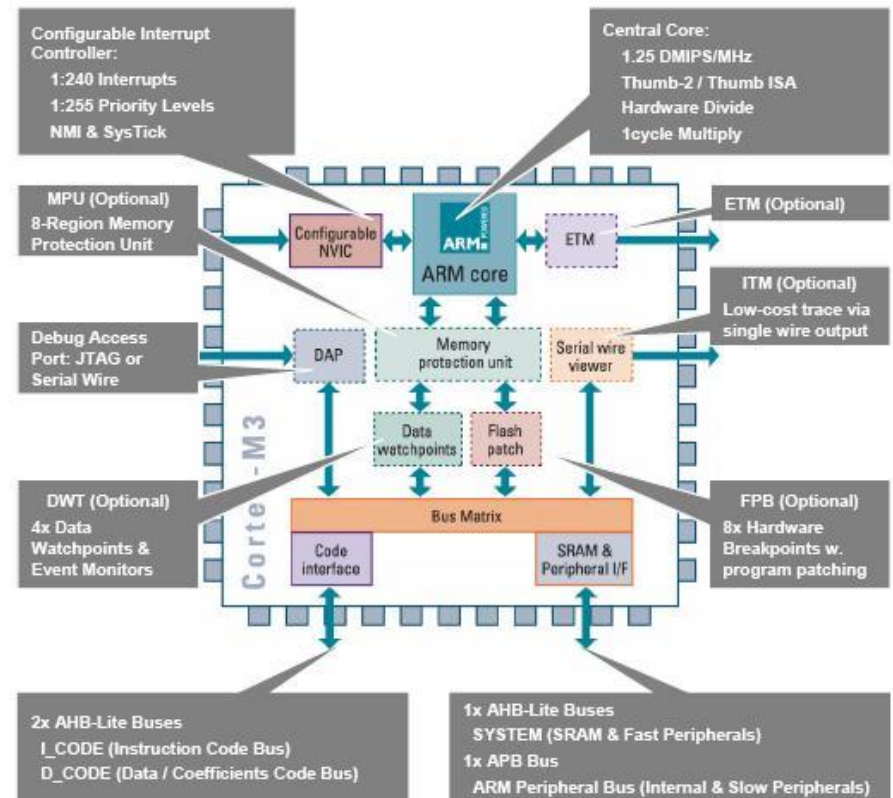 Configurable Interrupt
Controller:
1:240 Interrupts
1:255 Priority Levels
NMI & SysTick
Central Core:
1.25 DMIPS/MHz
Thumb-2 / Thumb ISA
Hardware Divide
1cycle Multiply
MPU (Optional)
8-Region Memory
Protection Unit
Configurable
NVIC
ARM
POWERED
ARM core
ETM
ETM (Optional)
ITM (Optional)
Low-cost trace via
single wire output
Debug Access
Port: JTAG or
Serial Wire
DAP
Memory
protection unit
Serial wire
viewer
Data
watchpoints
Flash
patch
DWT (Optional)
4x Data
Watchpoints &
Event Monitors
FPB (Optional)
8x Hardware
Breakpoints w.
program patching
Bus Matrix
Code
interface
SRAM &
Peripheral I/F
Cortex-M3
2x AHB-Lite Buses
I_CODE (Instruction Code Bus)
D_CODE (Data / Coefficients Code Bus)
1x AHB-Lite Buses
SYSTEM (SRAM & Fast Peripherals)
1x APB Bus
ARM Peripheral Bus (Internal & Slow Peripherals)